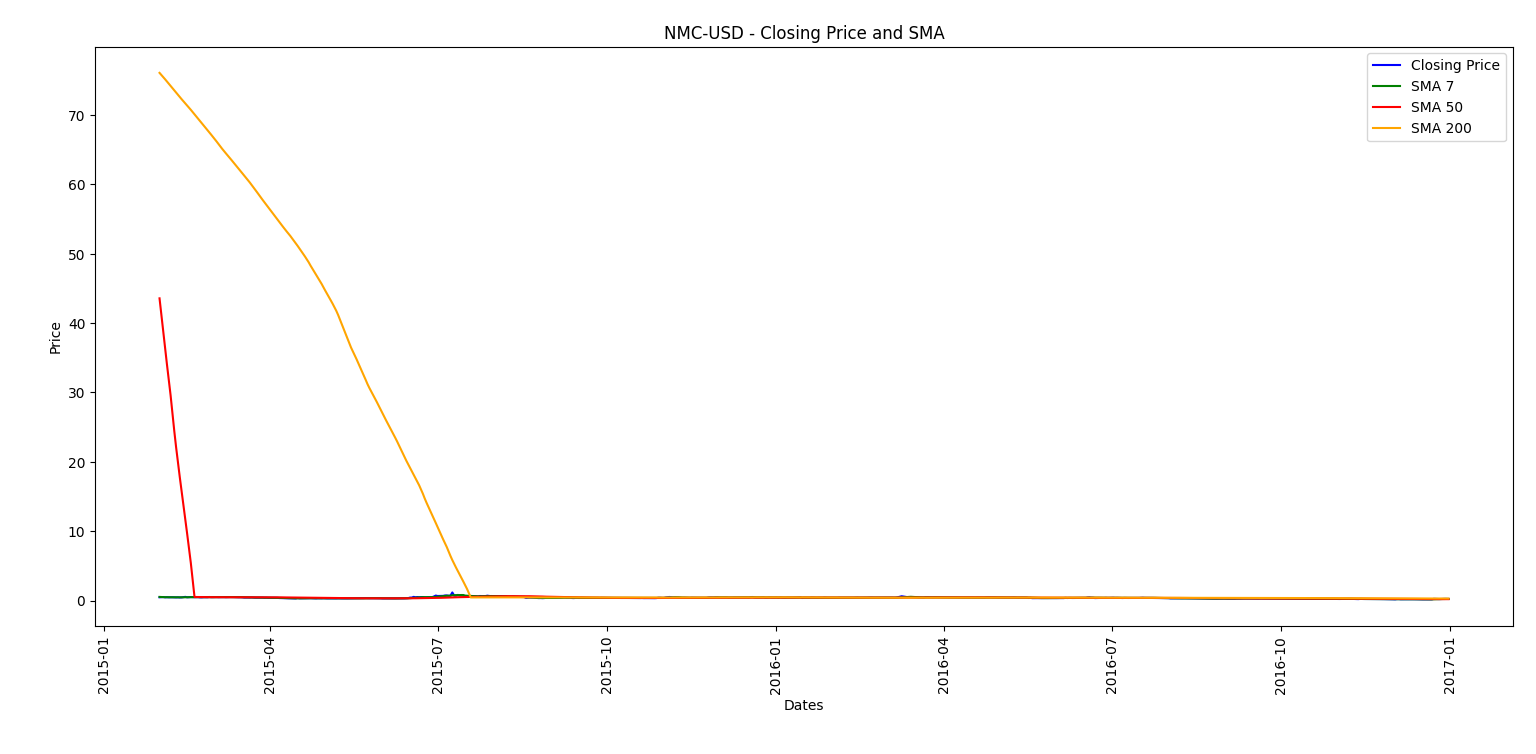 NMC-USD - Closing Price and SMA
Closing Price
SMA 7
SMA 50
SMA 200
Price
70
60
50
40
30
20
10
0
2015-01
2015-04
2015-07
2015-10
2016-01
2016-04
2016-07
2016-10
2017-01
Dates